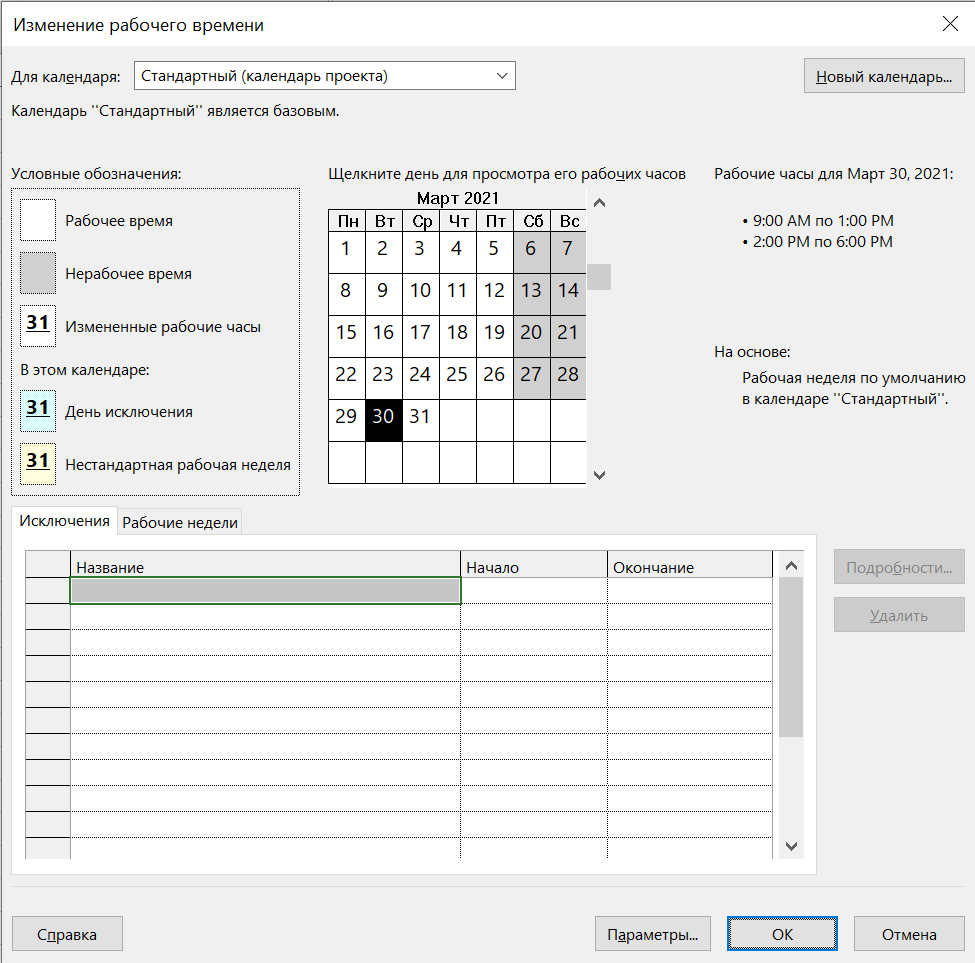 Изменение рабочего времени
Для календаря: Стандартный (календарь проекта) Новый календарь...
Календарь "Стандартный" является базовым.
Условные обозначения:
Рабочее время
Нерабочее время
31 Измененные рабочие часы
В этом календаре:
31 День исключения
31 Нестандартная рабочая неделя
Щелкните день для просмотра его рабочих часов
Март 2021
Пн Вт Ср Чт Пт Сб Вс
1 2 3 4 5 6 7
8 9 10 11 12 13 14
15 16 17 18 19 20 21
22 23 24 25 26 27 28
29 30 31
Рабочие часы для Март 30, 2021:
• 9:00 AM по 1:00 PM
• 2:00 PM по 6:00 PM
На основе:
Рабочая неделя по умолчанию
в календаре "Стандартный".
Исключения Рабочие недели
Название Начало Окончание
Подробности...
Удалить
Справка Параметры... ОК Отмена